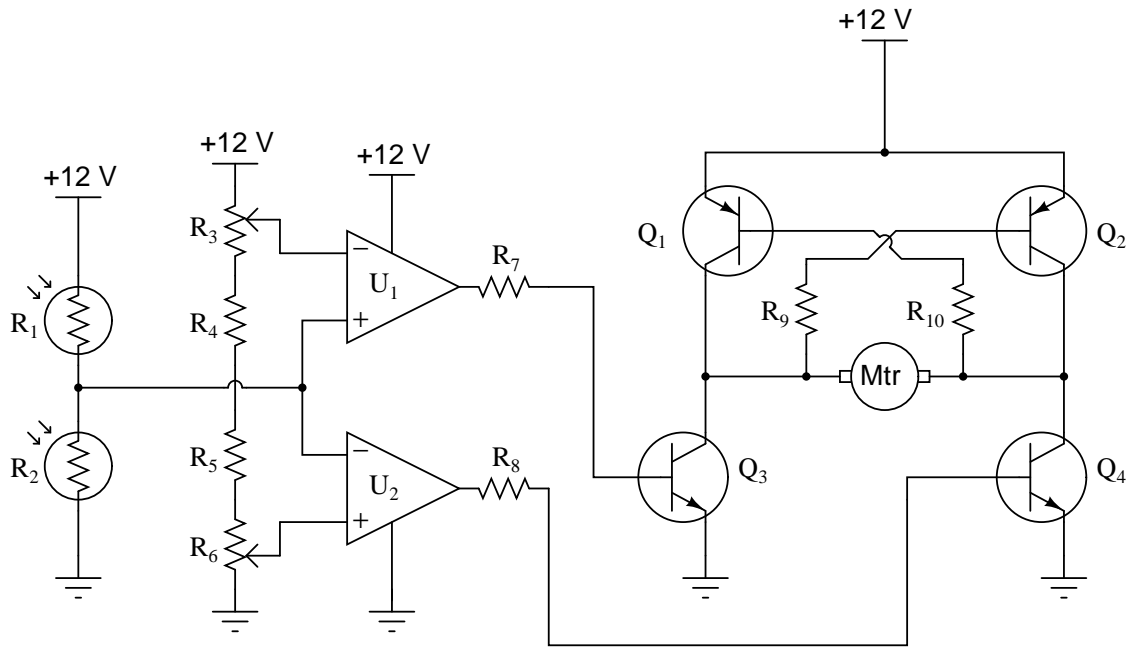 +12 V
+12 V
+12 V
+12 V
R3
R1
R4
R2
R5
R6
−
U1
+
−
U2
+
R7
R8
Q1
Q2
R9
R10
Mtr
Q3
Q4